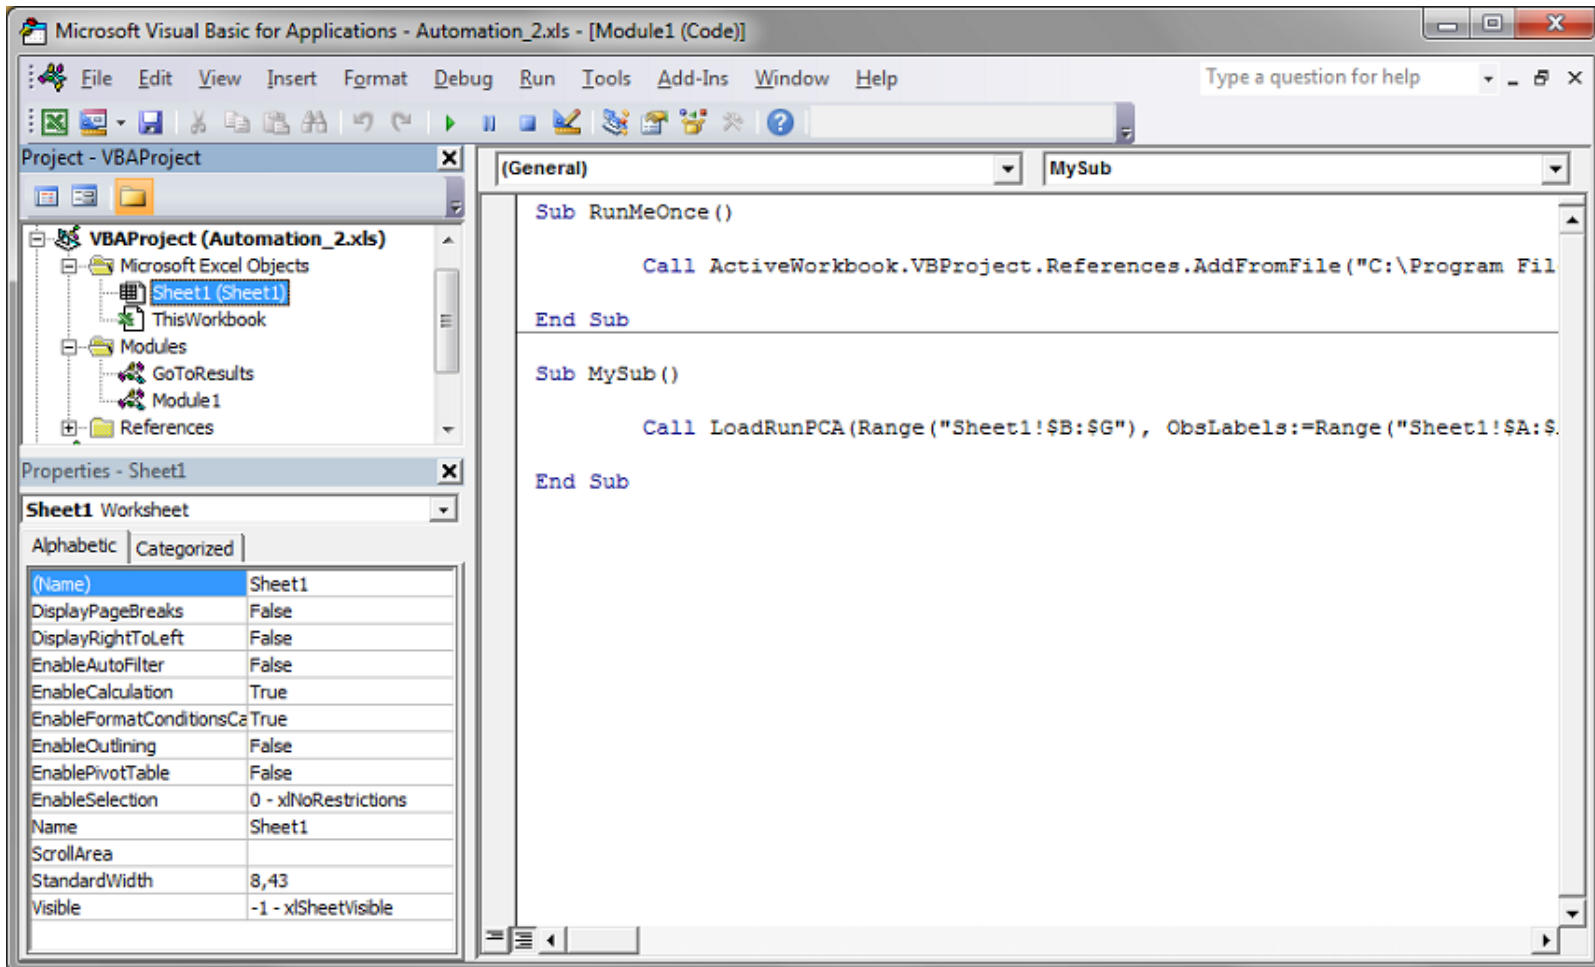 Microsoft Visual Basic for Applications - Automation_2.xls - [Module1 (Code)]
File Edit View Insert Format Debug Run Tools Add-Ins Window Help Type a question for help
Project - VBAProject
(General) MySub
VBAProject (Automation_2.xls)
Microsoft Excel Objects
Sheet1 (Sheet1)
ThisWorkbook
Modules
GoToResults
Module1
References
Properties - Sheet1
Sheet1 Worksheet
Alphabetic Categorized
(Name) Sheet1
DisplayPageBreaks False
DisplayRightToLeft False
EnableAutoFilter False
EnableCalculation True
EnableFormatConditionsCa True
EnableOutlining False
EnablePivotTable False
EnableSelection 0 - xlNoRestrictions
Name Sheet1
ScrollArea
StandardWidth 8,43
Visible -1 - xlSheetVisible
Sub RunMeOnce()
Call ActiveWorkbook.VBProject.References.AddFromFile("C:\Program Fil
End Sub
Sub MySub()
Call LoadRunPCA(Range("Sheet1!$B:$G"), ObsLabels:=Range("Sheet1!$A:$
End Sub